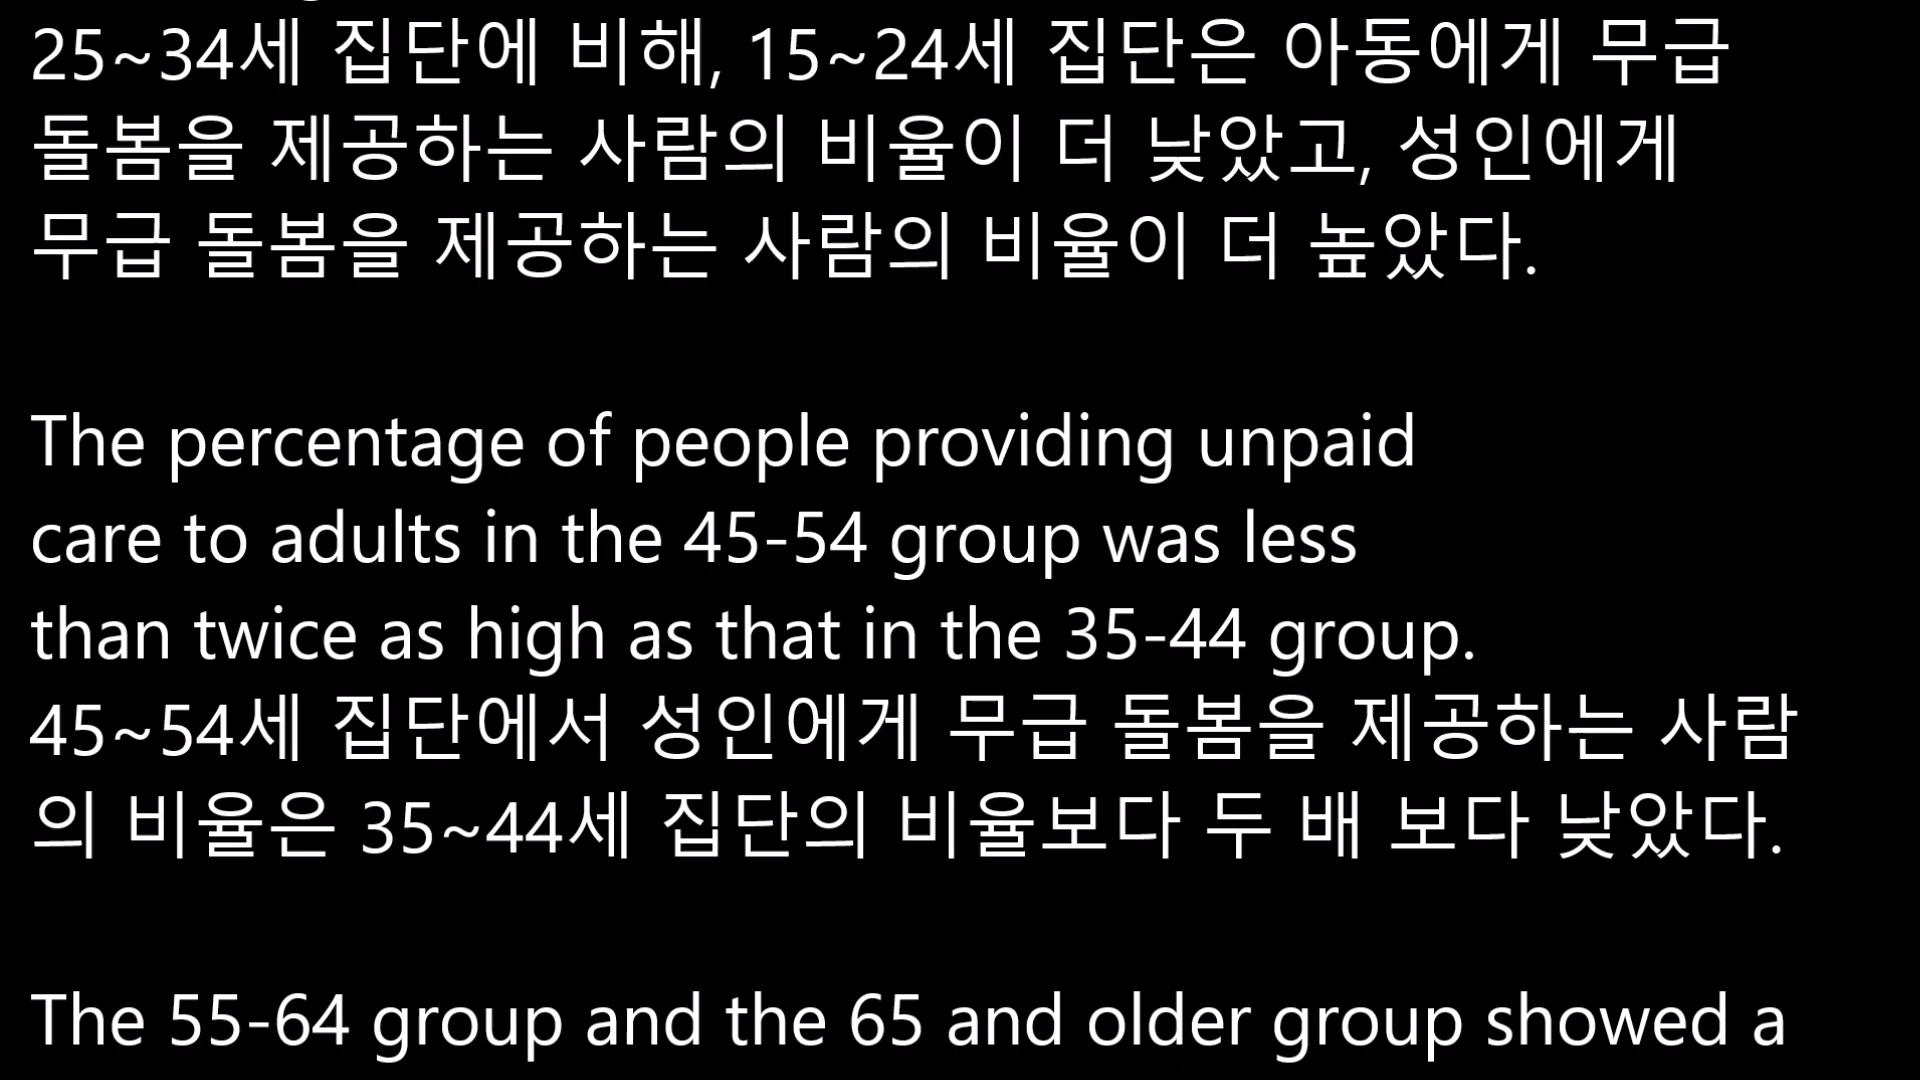 25~34세 집단에 비해, 15~24세 집단은 아동에게 무급
돌봄을 제공하는 사람의 비율이 더 낮았고, 성인에게
무급 돌봄을 제공하는 사람의 비율이 더 높았다.
The percentage of people providing unpaid
care to adults in the 45-54 group was less
than twice as high as that in the 35-44 group.
45~54세 집단에서 성인에게 무급 돌봄을 제공하는 사람
의 비율은 35~44세 집단의 비율보다 두 배 보다 낮았다.
The 55-64 group and the 65 and older group showed a